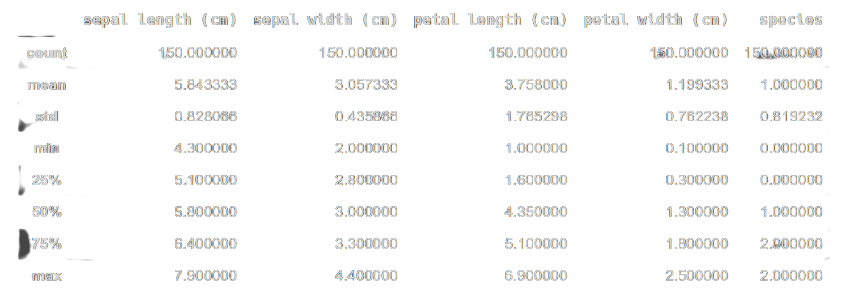 sepal length (cm) sepal width (cm) petal length (cm) petal width (cm) species
count 150.000000 150.000000 150.000000 150.000000 150.000000
mean 5.843333 3.057333 3.758000 1.199333 1.000000
std 0.828066 0.435866 1.765298 0.762238 0.819232
min 4.300000 2.000000 1.000000 0.100000 0.000000
25% 5.100000 2.800000 1.600000 0.300000 0.000000
50% 5.800000 3.000000 4.350000 1.300000 1.000000
75% 6.400000 3.300000 5.100000 1.800000 2.000000
max 7.900000 4.400000 6.900000 2.500000 2.000000